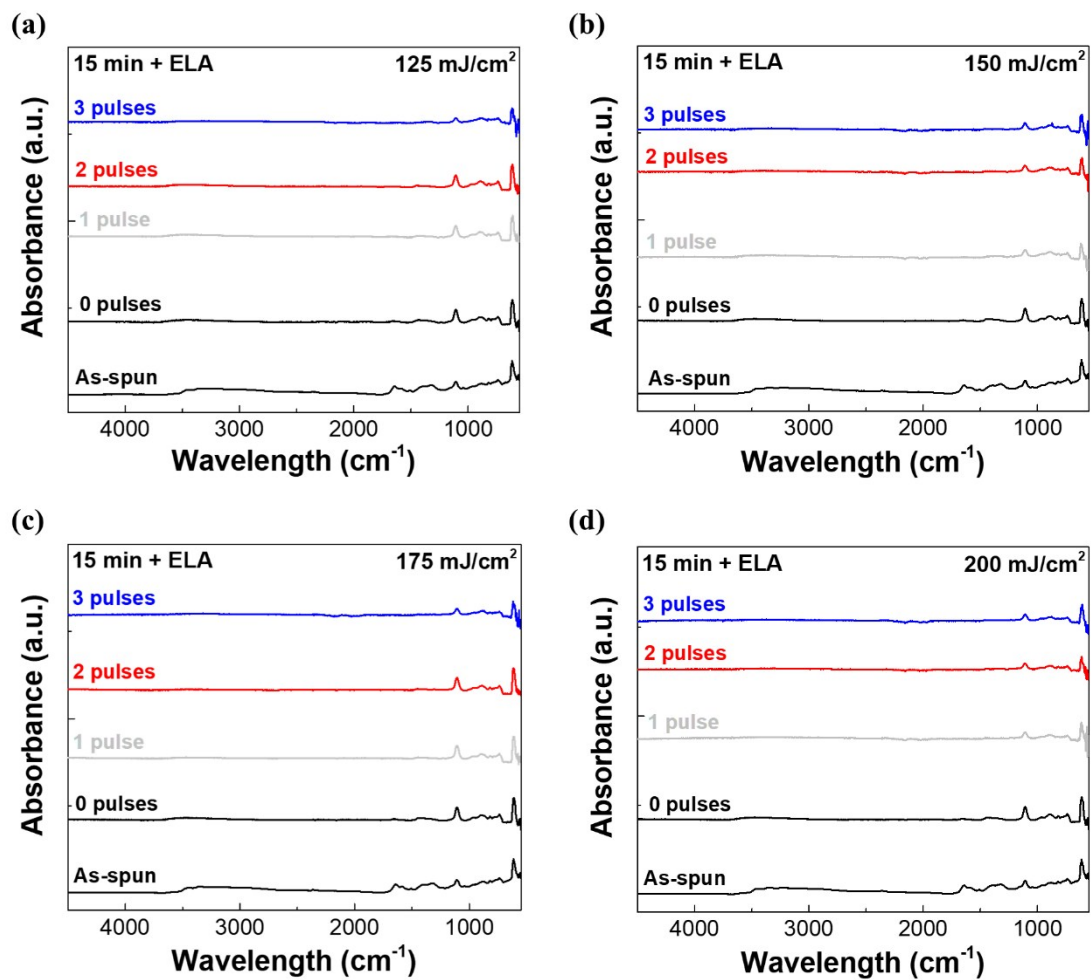 (a)
15 min + ELA 125 mJ/cm²
3 pulses
2 pulses
1 pulse
0 pulses
As-spun
Absorbance (a.u.)
4000 3000 2000 1000
Wavelength (cm⁻¹)
(b)
15 min + ELA 150 mJ/cm²
3 pulses
2 pulses
1 pulse
0 pulses
As-spun
Absorbance (a.u.)
4000 3000 2000 1000
Wavelength (cm⁻¹)
(c)
15 min + ELA 175 mJ/cm²
3 pulses
2 pulses
1 pulse
0 pulses
As-spun
Absorbance (a.u.)
4000 3000 2000 1000
Wavelength (cm⁻¹)
(d)
15 min + ELA 200 mJ/cm²
3 pulses
2 pulses
1 pulse
0 pulses
As-spun
Absorbance (a.u.)
4000 3000 2000 1000
Wavelength (cm⁻¹)